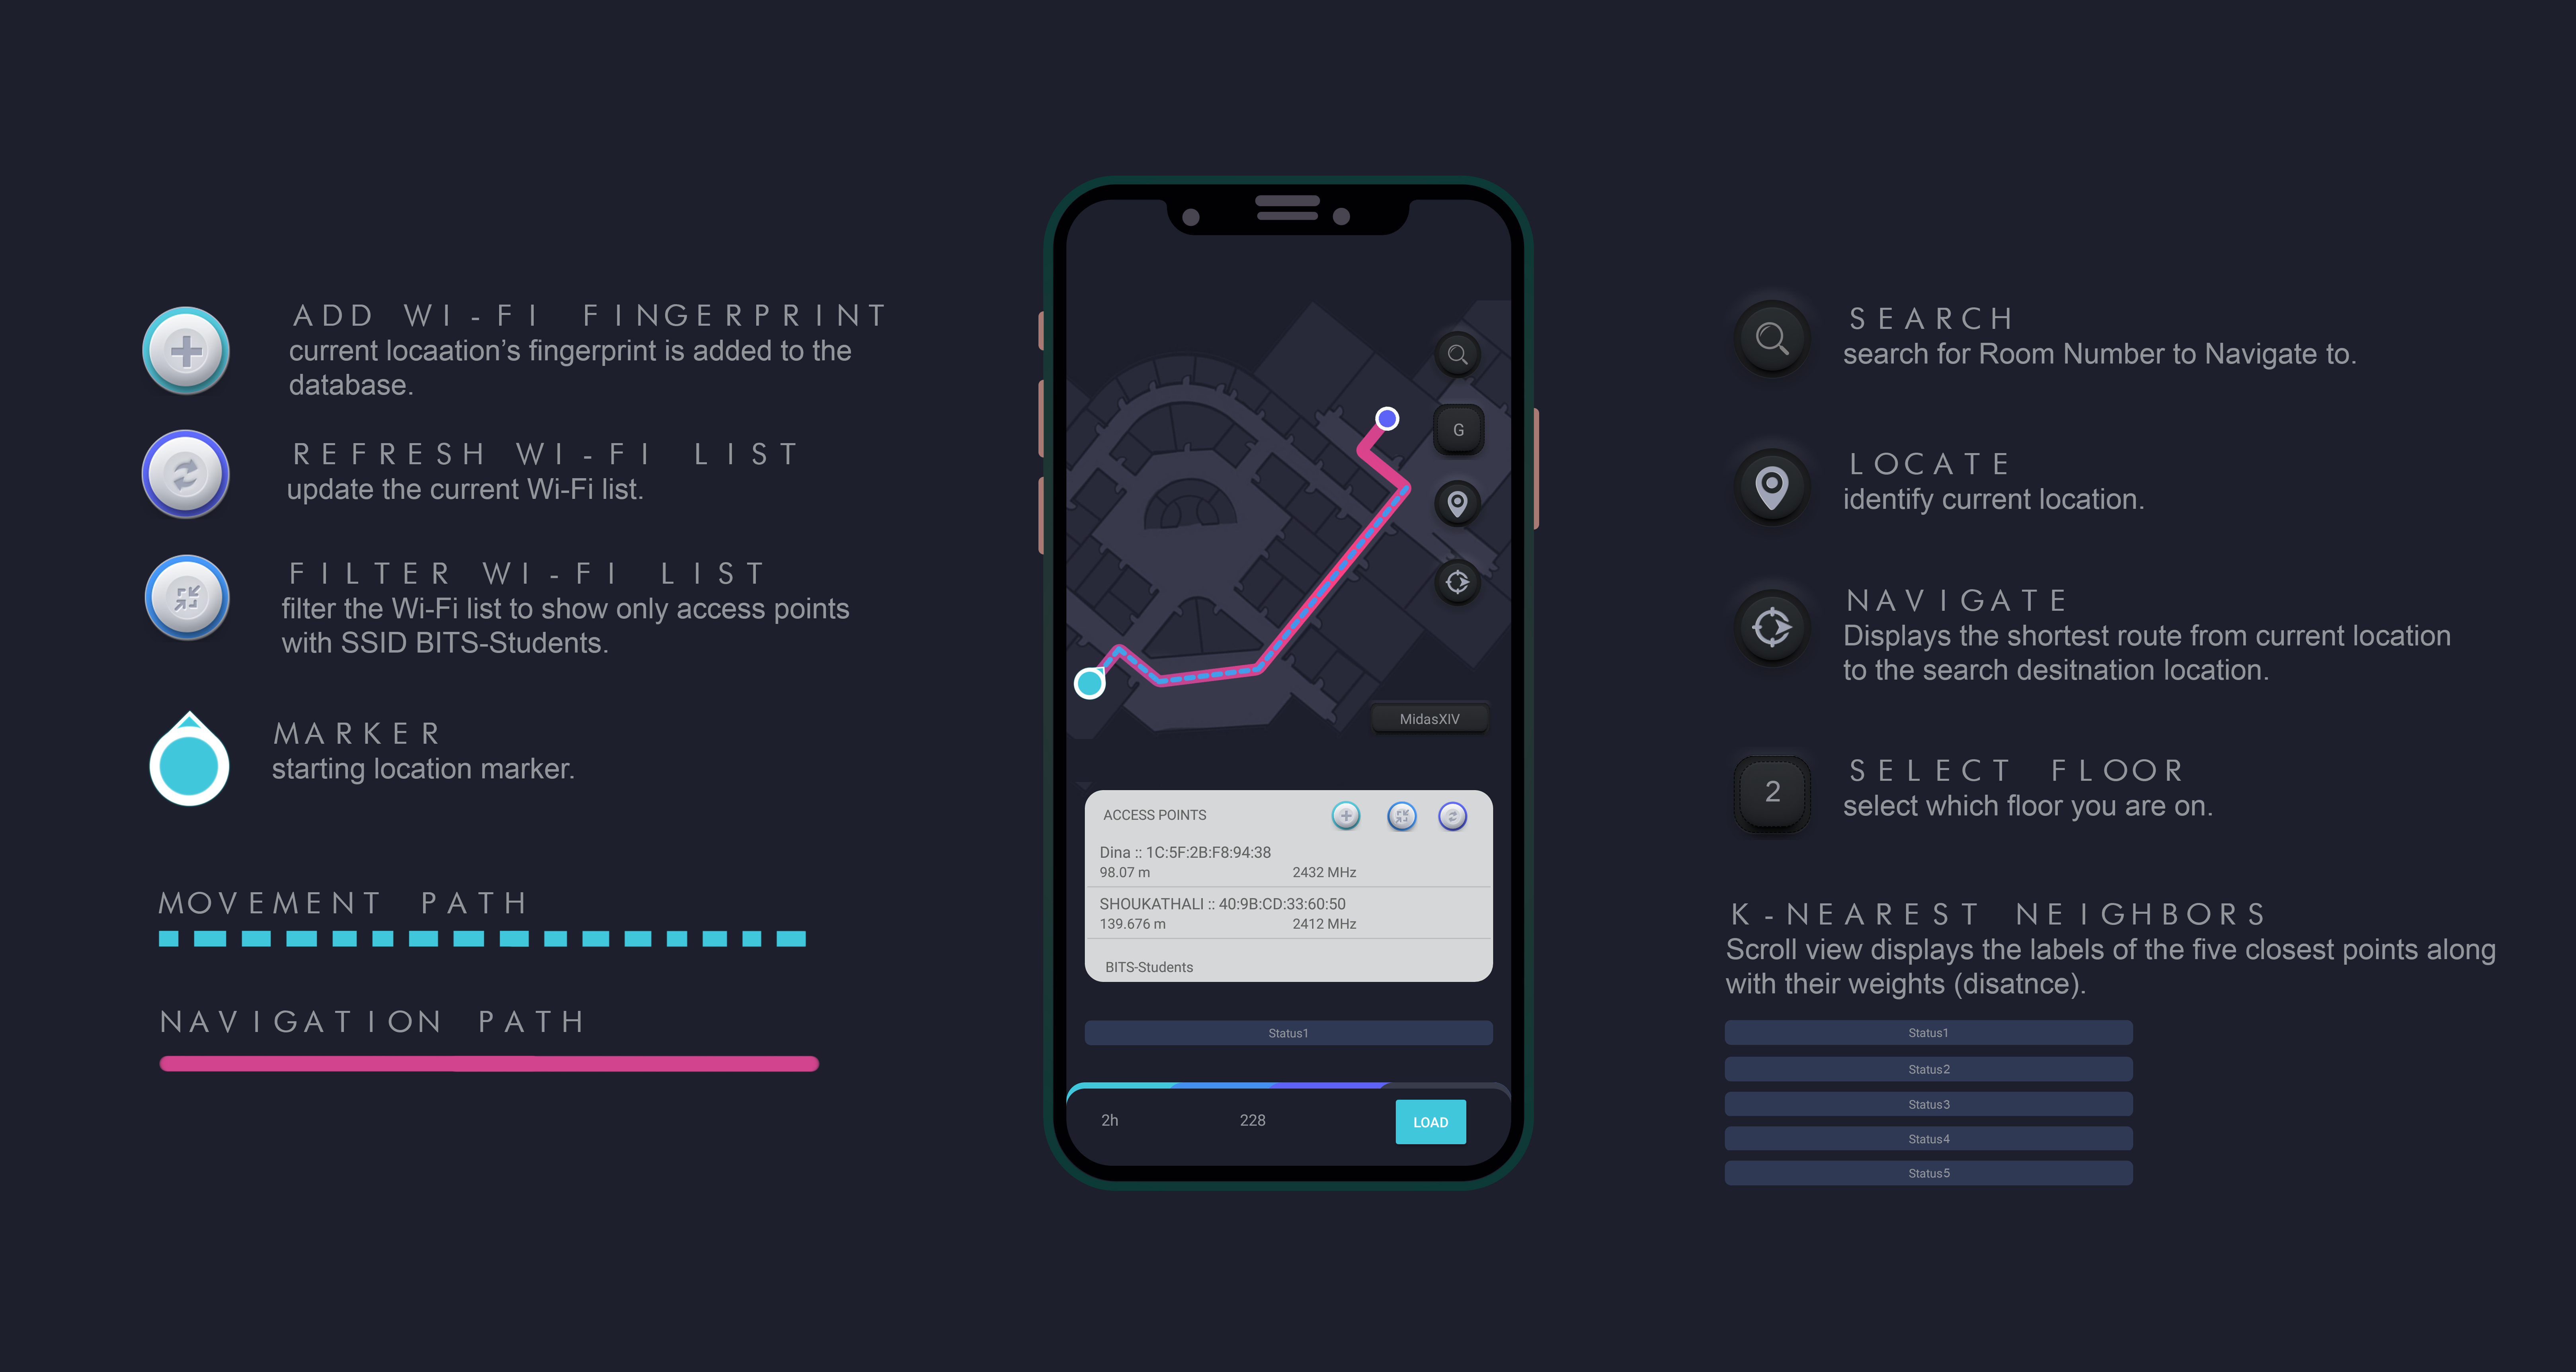 ADD WI-FI FINGERPRINT
current locaation’s fingerprint is added to the
database.
REFRESH WI-FI LIST
update the current Wi-Fi list.
FILTER WI-FI LIST
filter the Wi-Fi list to show only access points
with SSID BITS-Students.
MARKER
starting location marker.
MOVEMENT PATH
NAVIGATION PATH
G
MidasXIV
ACCESS POINTS
Dina :: 1C:5F:2B:F8:94:38
98.07 m 2432 MHz
SHOUKATHALI :: 40:9B:CD:33:60:50
139.676 m 2412 MHz
BITS-Students
Status1
2h 228 LOAD
SEARCH
search for Room Number to Navigate to.
LOCATE
identify current location.
NAVIGATE
Displays the shortest route from current location
to the search desitnation location.
2
SELECT FLOOR
select which floor you are on.
K-NEAREST NEIGHBORS
Scroll view displays the labels of the five closest points along
with their weights (disatnce).
Status1
Status2
Status3
Status4
Status5